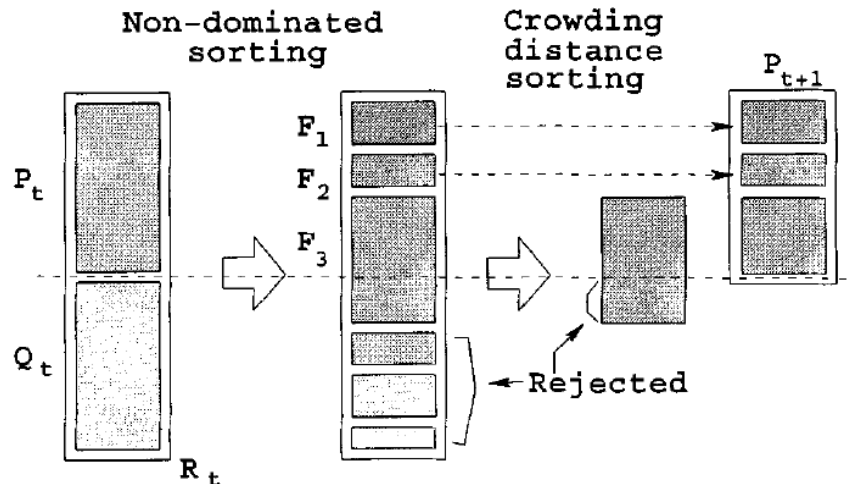 Non-dominated
sorting
Crowding
distance
sorting
P t+1
F 1
P t
F 2
F 3
Q t
Rejected
R t